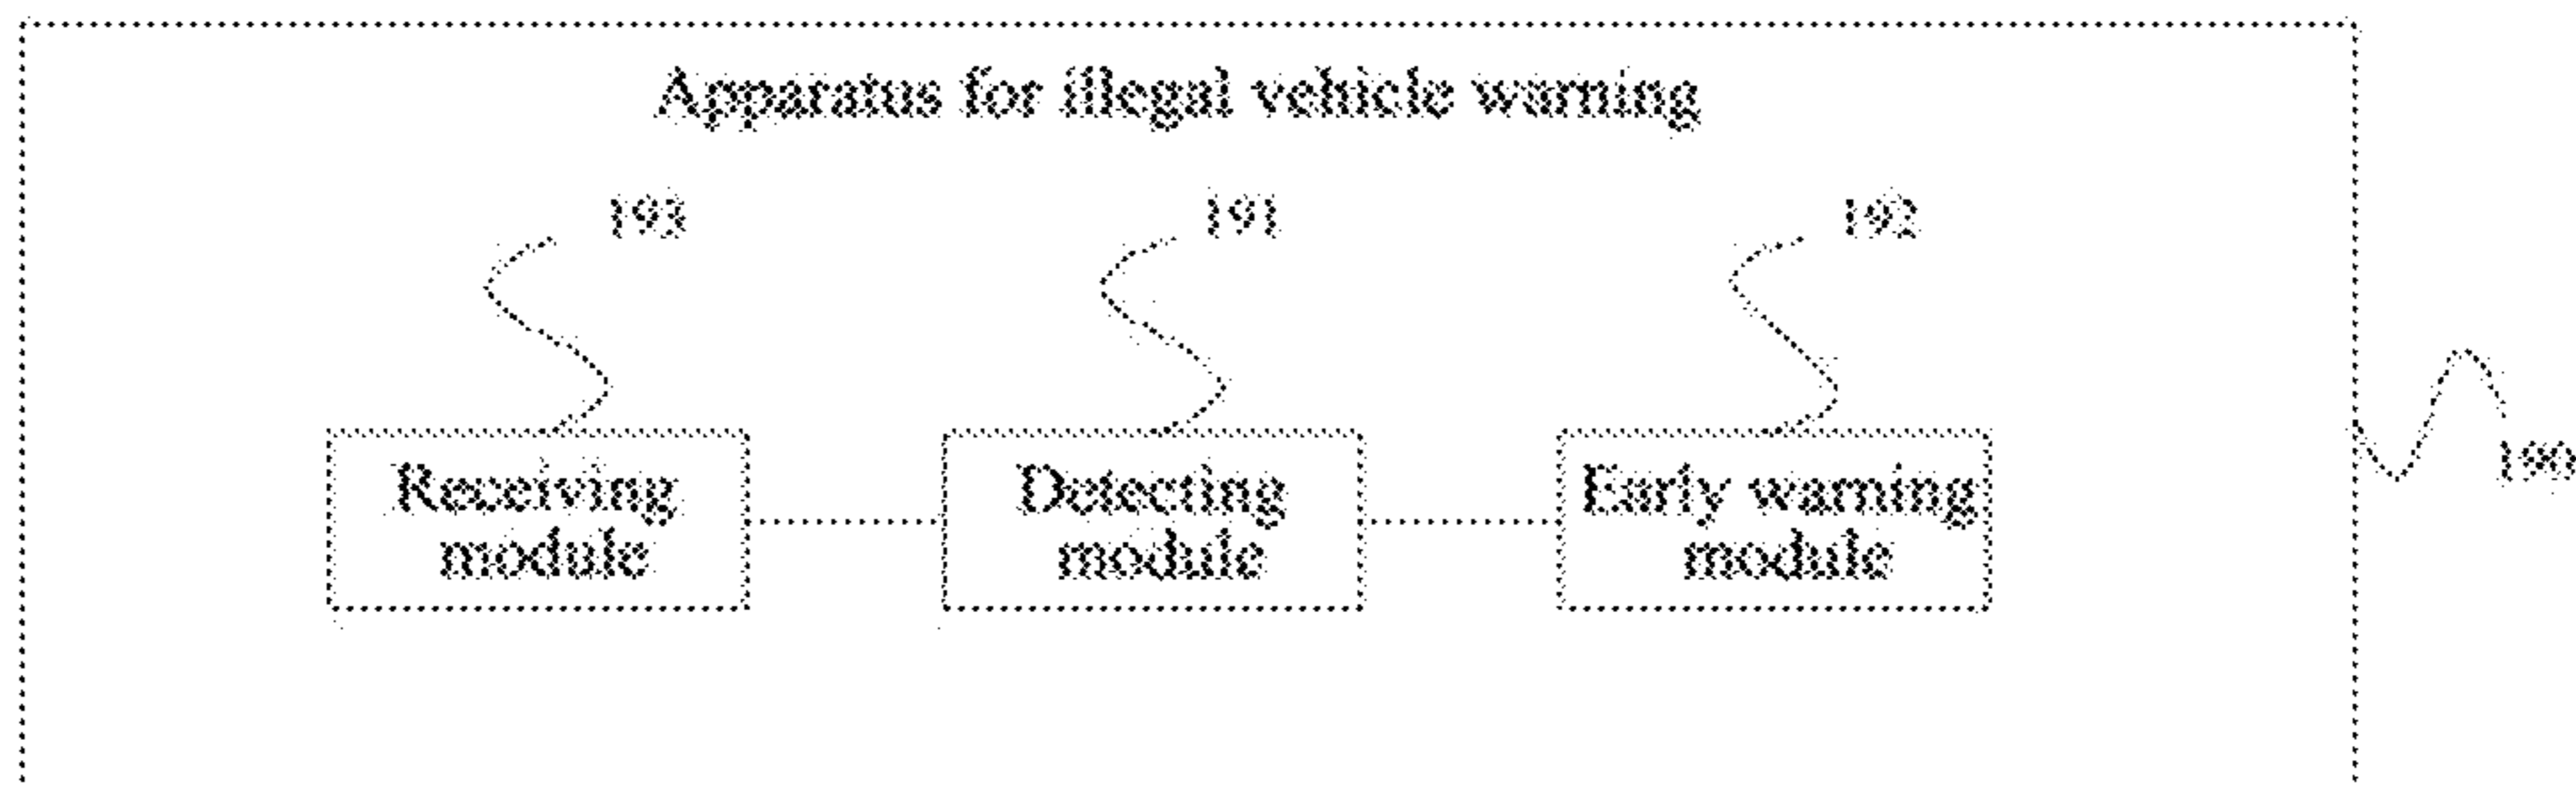 Apparatus for illegal vehicle warning
193
191
192
Receiving
module
Detecting
module
Early warning
module
190